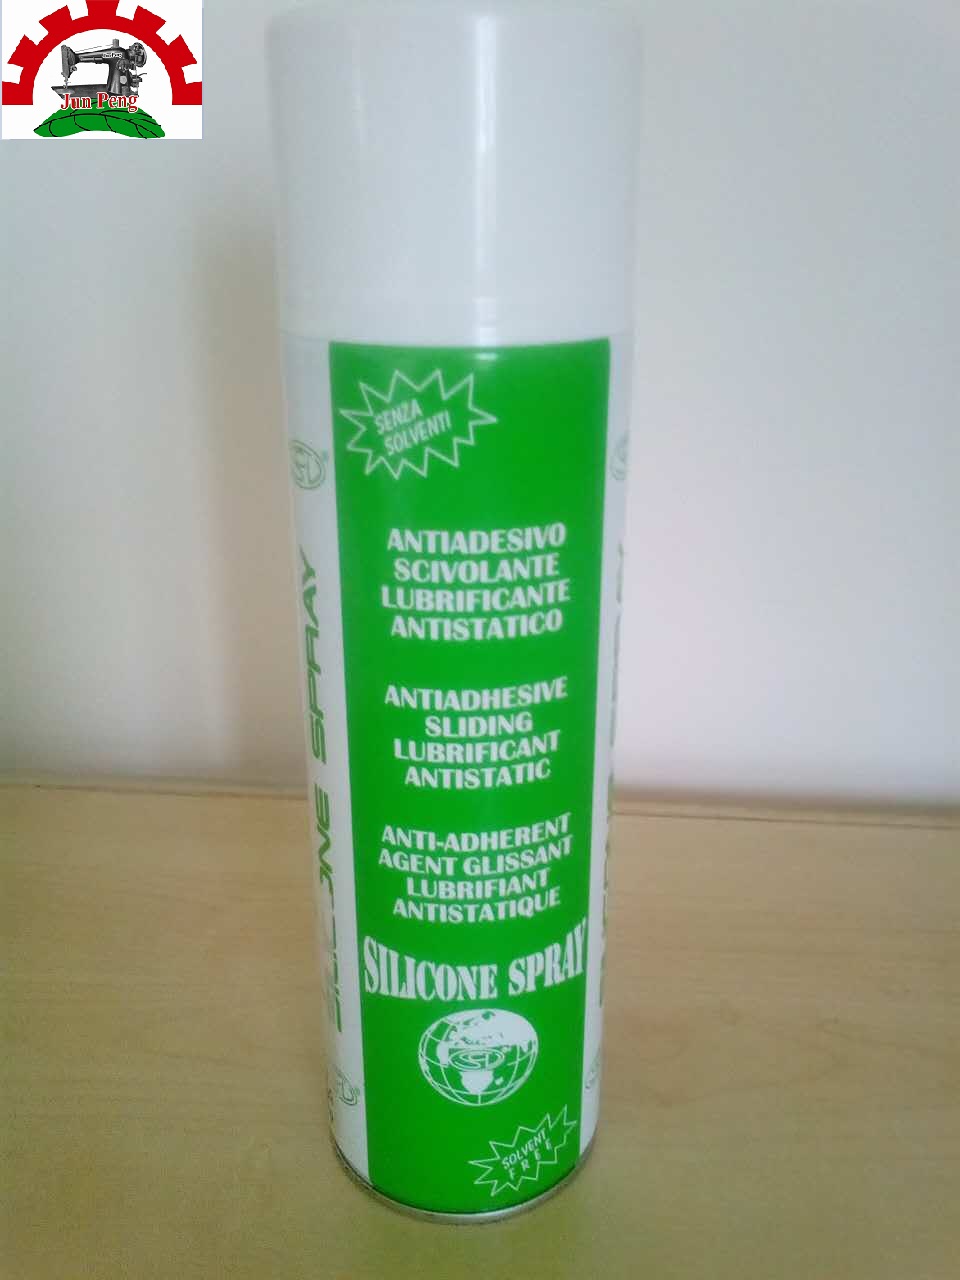 Jun Peng
SENZA
SOLVENTI
ANTIADESIVO
SCIVOLANTE
LUBRIFICANTE
ANTISTATICO
ANTIADHESIVE
SLIDING
LUBRIFICANT
ANTISTATIC
ANTI-ADHERENT
AGENT GLISSANT
LUBRIFIANT
ANTISTATIQUE
SILICONE SPRAY
SOLVENT
FREE
SILICONE SPRAY